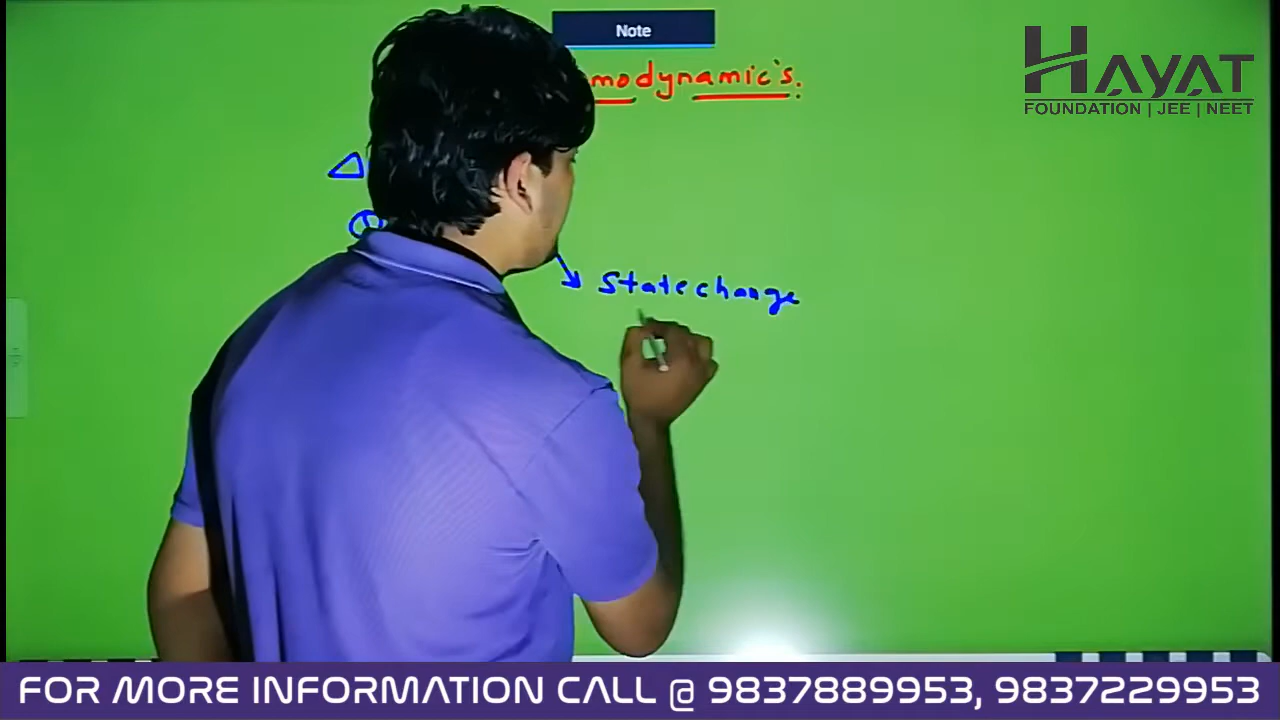 Note
modynamic's.
HAYAT
FOUNDATION | JEE | NEET
State change
FOR MORE INFORMATION CALL @ 9837889953, 9837229953